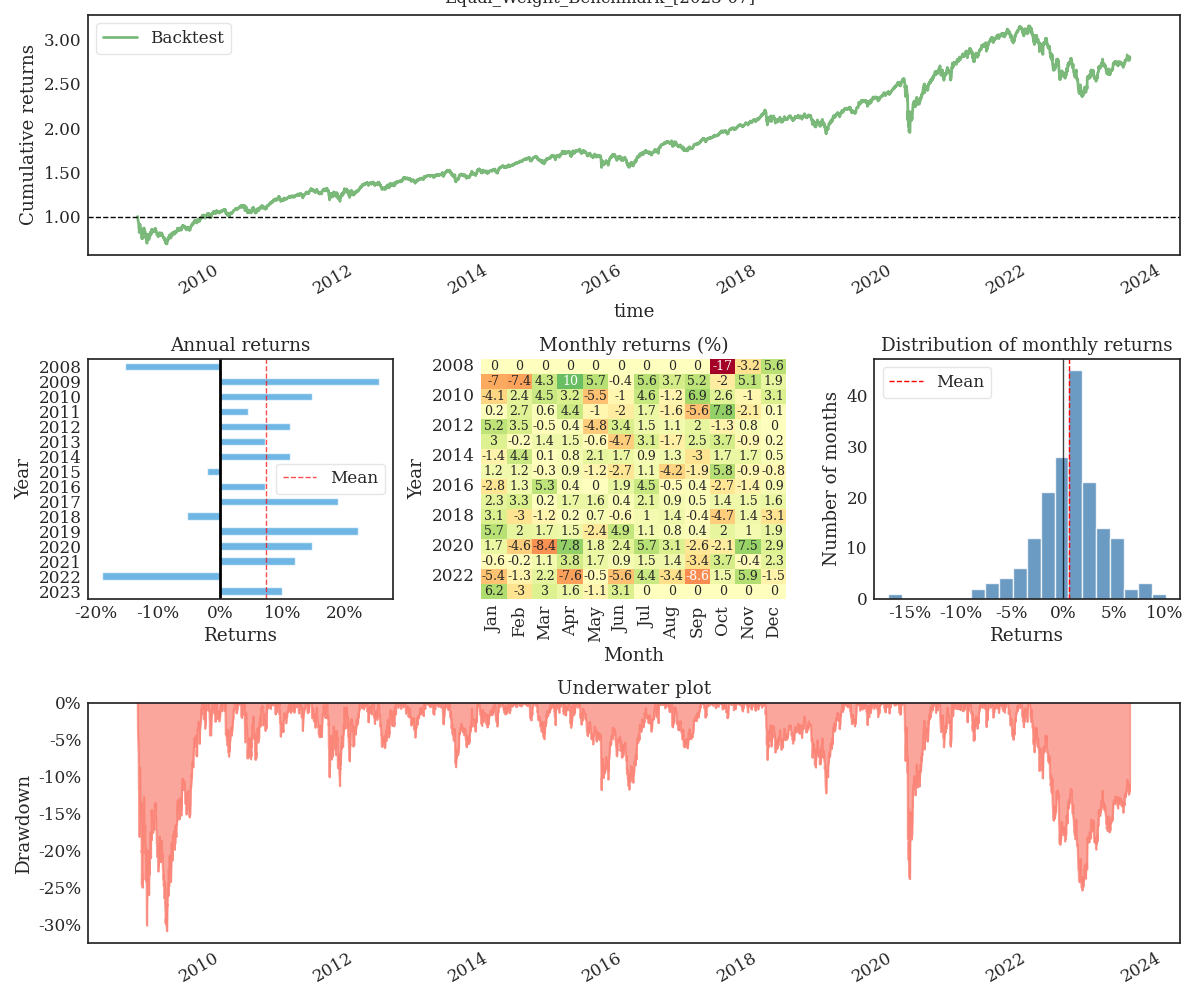 Equal_Weight_Benchmark_[2023-07]
Backtest
Cumulative returns
3.00
2.50
2.00
1.50
1.00
2010 2012 2014 2016 2018 2020 2022 2024
time
Annual returns
Year
2008
2009
2010
2011
2012
2013
2014
2015
2016
2017
2018
2019
2020
2021
2022
2023
Mean
-20% -10% 0% 10% 20%
Returns
Monthly returns (%)
Year
2008 0 0 0 0 0 0 0 0 0 -17 -3.2 5.6
-7 -7.4 4.3 10 5.7 -0.4 5.6 3.7 5.2 -2 5.1 1.9
2010 -4.1 2.4 4.5 3.2 -5.5 -1 4.6 -1.2 6.9 2.6 -1 3.1
0.2 2.7 0.6 4.4 -1 -2 1.7 -1.6 -5.6 7.8 -2.1 0.1
2012 5.2 3.5 -0.5 0.4 -4.8 3.4 1.5 1.1 2 -1.3 0.8 0
3 -0.2 1.4 1.5 -0.6 -4.7 3.1 -1.7 2.5 3.7 -0.9 0.2
2014 -1.4 4.4 0.1 0.8 2.1 1.7 0.9 1.3 -3 1.7 1.7 0.5
1.2 1.2 -0.3 0.9 -1.2 -2.7 1.1 -4.2 -1.9 5.8 -0.9 -0.8
2016 -2.8 1.3 5.3 0.4 0 1.9 4.5 -0.5 0.4 -2.7 -1.4 0.9
2.3 3.3 0.2 1.7 1.6 0.4 2.1 0.9 0.5 1.4 1.5 1.6
2018 3.1 -3 -1.2 0.2 0.7 -0.6 1 1.4 -0.4 -4.7 1.4 -3.1
5.7 2 1.7 1.5 -2.4 4.9 1.1 0.8 0.4 2 1 1.9
2020 1.7 -4.6 -8.4 7.8 1.8 2.4 5.7 3.1 -2.6 -2.1 7.5 2.9
-0.6 -0.2 1.1 3.8 1.7 0.9 1.5 1.4 -3.4 3.7 -0.4 2.3
2022 -5.4 -1.3 2.2 -7.6 -0.5 -5.6 4.4 -3.4 -8.6 1.5 5.9 -1.5
6.2 -3 3 1.6 -1.1 3.1 0 0 0 0 0 0
Jan Feb Mar Apr May Jun Jul Aug Sep Oct Nov Dec
Month
Distribution of monthly returns
Mean
Number of months
40
30
20
10
0
-15% -10% -5% 0% 5% 10%
Returns
Underwater plot
Drawdown
0%
-5%
-10%
-15%
-20%
-25%
-30%
2010 2012 2014 2016 2018 2020 2022 2024